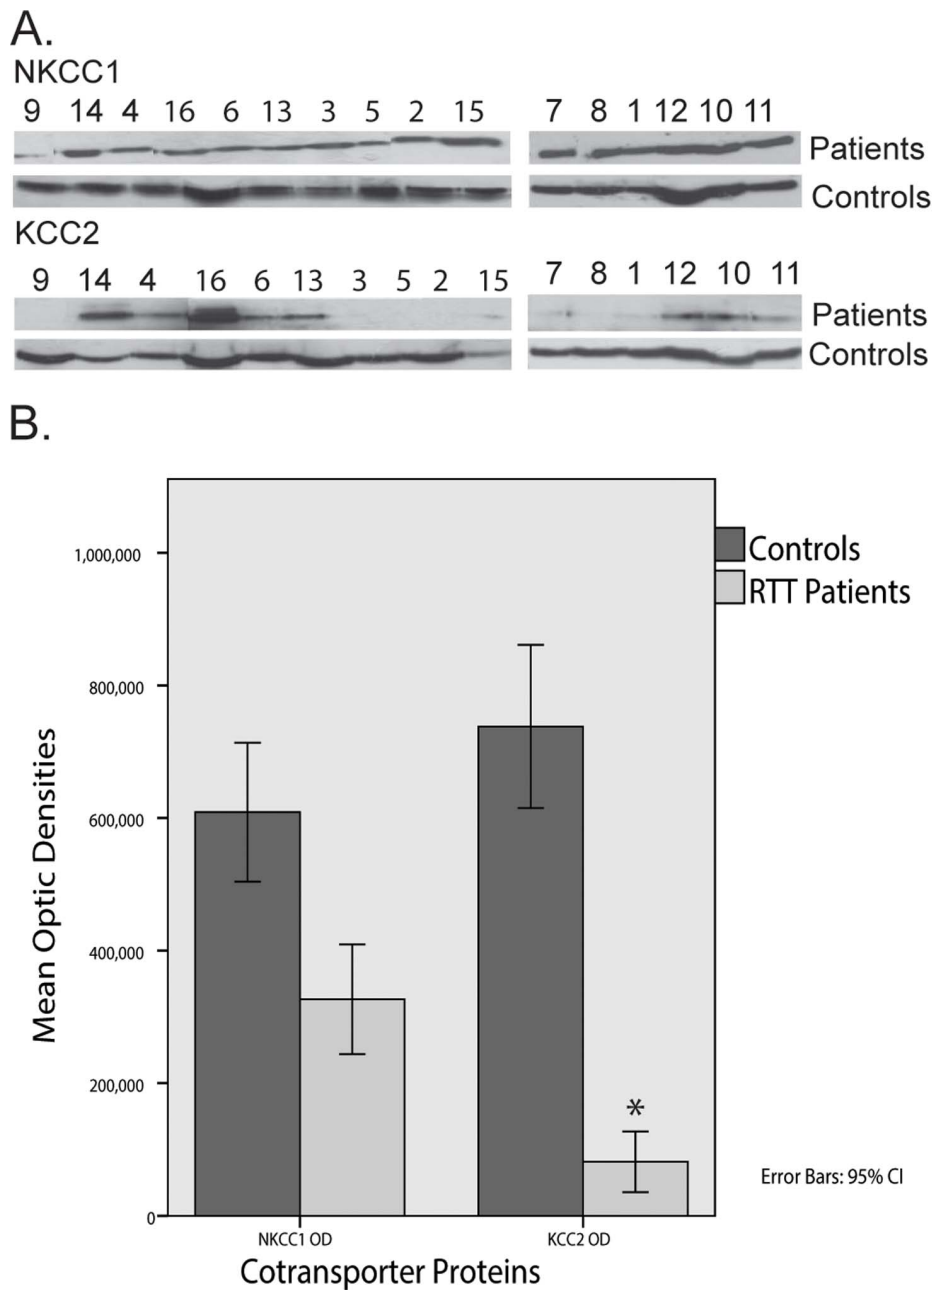 A.
NKCC1
9 14 4 16 6 13 3 5 2 15 7 8 1 12 10 11
Patients
Controls
KCC2
9 14 4 16 6 13 3 5 2 15 7 8 1 12 10 11
Patients
Controls
B.
Controls
RTT Patients
1,000,000
800,000
600,000
400,000
200,000
0
Mean Optic Densities
*
Error Bars: 95% CI
NKCC1 OD KCC2 OD
Cotransporter Proteins